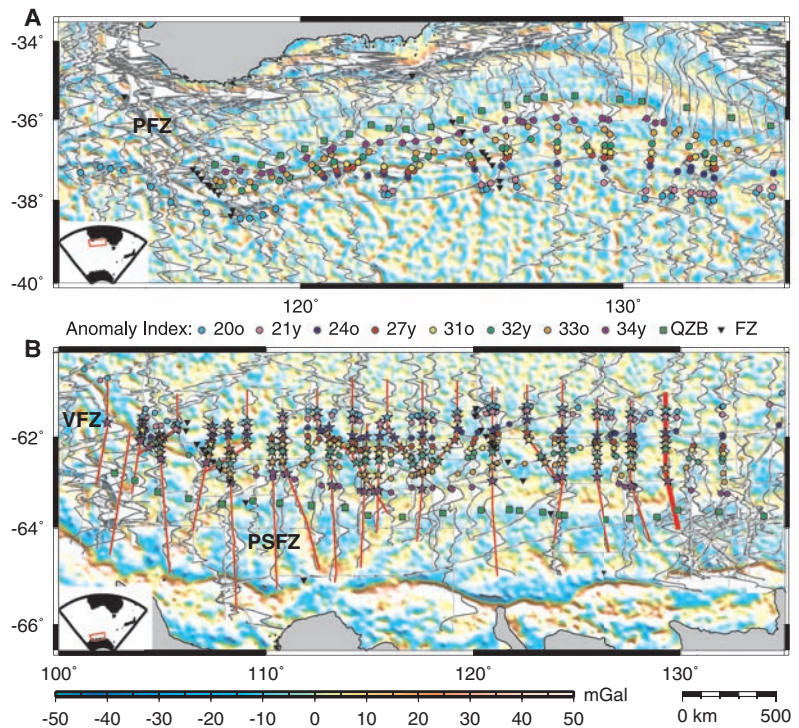 A
-34°
-36°
PFZ
-38°
-40°
120° 130°
Anomaly Index: 20o 21y 24o 27y 31o 32y 33o 34y QZB FZ
B
VFZ
-62°
PSFZ
-64°
-66°
100° 110° 120° 130°
mGal
-50 -40 -30 -20 -10 0 10 20 30 40 50
0 km 500